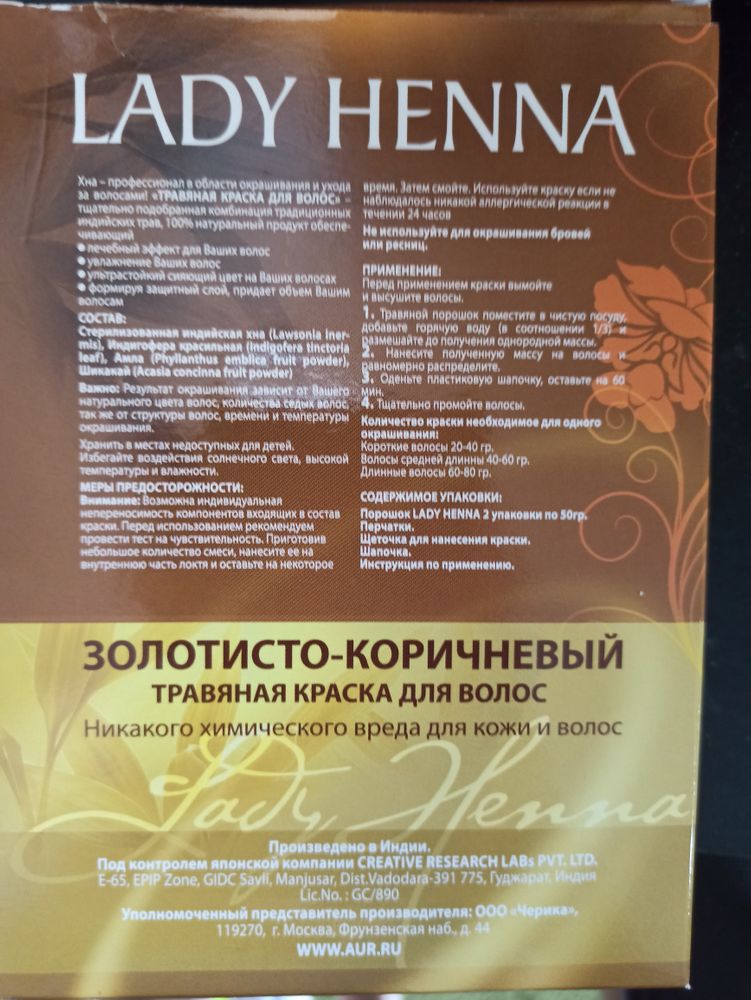 LADY HENNA
Хна – профессионал в области окрашивания и ухода
за волосами! «ТРАВЯНАЯ КРАСКА ДЛЯ ВОЛОС» –
тщательно подобранная комбинация традиционных
индийских трав, 100% натуральный продукт обеспе-
чивающий
● лечебный эффект для Ваших волос
● увлажнение Ваших волос
● ультрастойкий сияющий цвет на Ваших волосах
● формируя защитный слой, придает объем Вашим
волосам
СОСТАВ:
Стерилизованная индийская хна (Lawsonia iner-
mis), Индигофера красильная (Indigofera tinctoria
leaf), Амла (Phyllanthus emblica fruit powder),
Шикакай (Acasia concinna fruit powder)
Важно: Результат окрашивания зависит от Вашего
натурального цвета волос, количества седых волос,
так же от структуры волос, времени и температуры
окрашивания.
Хранить в местах недоступных для детей.
Избегайте воздействия солнечного света, высокой
температуры и влажности.
МЕРЫ ПРЕДОСТОРОЖНОСТИ:
Внимание: Возможна индивидуальная
непереносимость компонентов входящих в состав
краски. Перед использованием рекомендуем
провести тест на чувствительность. Приготовив
небольшое количество смеси, нанесите ее на
внутреннюю часть локтя и оставьте на некоторое
время. Затем смойте. Используйте краску если не
наблюдалось никакой аллергической реакции в
течении 24 часов
Не используйте для окрашивания бровей
или ресниц.
ПРИМЕНЕНИЕ:
Перед применением краски вымойте
и высушите волосы.
1. Травяной порошок поместите в чистую посуду,
добавьте горячую воду (в соотношении 1/3) и
размешайте до получения однородной массы.
2. Нанесите полученную массу на волосы и
равномерно распределите.
3. Оденьте пластиковую шапочку, оставьте на 60
мин.
4. Тщательно промойте волосы.
Количество краски необходимое для одного
окрашивания:
Короткие волосы 20-40 гр.
Волосы средней длинны 40-60 гр.
Длинные волосы 60-80 гр.
СОДЕРЖИМОЕ УПАКОВКИ:
Порошок LADY HENNA 2 упаковки по 50гр.
Перчатки.
Щеточка для нанесения краски.
Шапочка.
Инструкция по применению.
ЗОЛОТИСТО-КОРИЧНЕВЫЙ
ТРАВЯНАЯ КРАСКА ДЛЯ ВОЛОС
Никакого химического вреда для кожи и волос
Lady Henna
Произведено в Индии.
Под контролем японской компании CREATIVE RESEARCH LABs PVT. LTD.
E-65, EPIP Zone, GIDC Savli, Manjusar, Dist.Vadodara-391 775, Гуджарат, Индия
Lic.No. : GC/890
Уполномоченный представитель производителя: ООО «Черика»,
119270, г. Москва, Фрунзенская наб., д. 44
WWW.AUR.RU